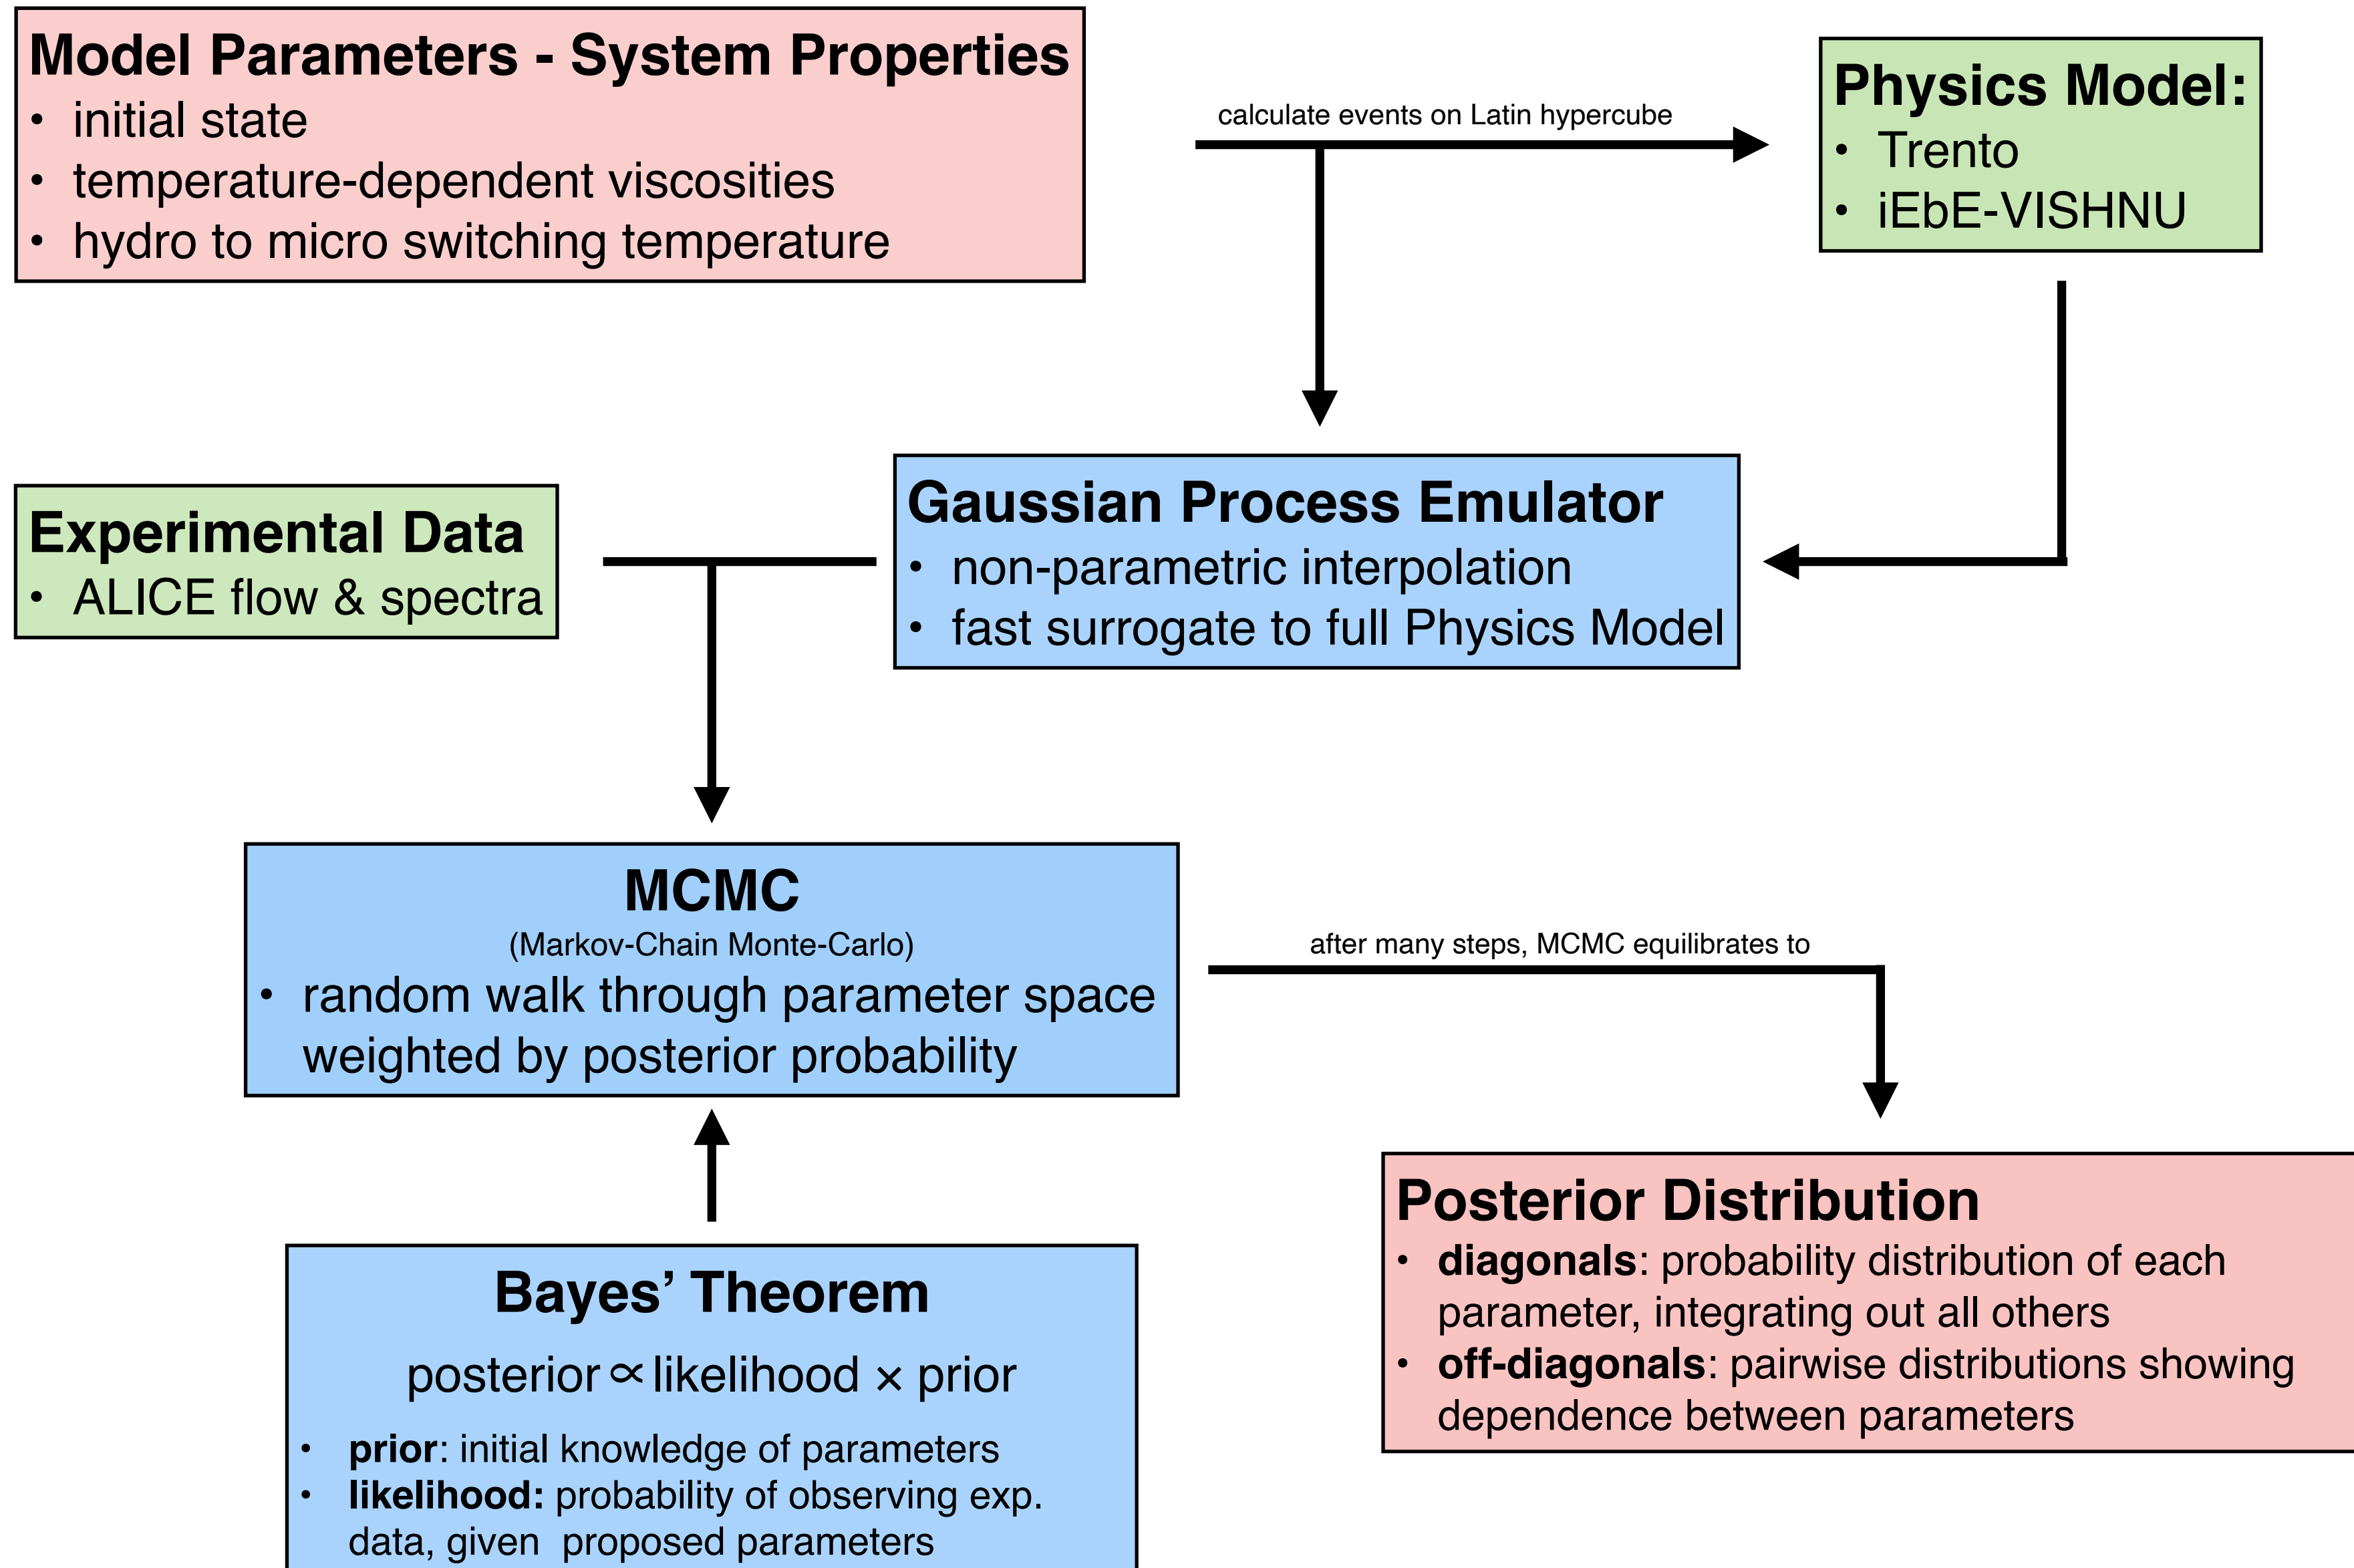 Model Parameters - System Properties
• initial state
• temperature-dependent viscosities
• hydro to micro switching temperature
calculate events on Latin hypercube
Physics Model:
• Trento
• iEbE-VISHNU
Experimental Data
• ALICE flow & spectra
Gaussian Process Emulator
• non-parametric interpolation
• fast surrogate to full Physics Model
MCMC
(Markov-Chain Monte-Carlo)
• random walk through parameter space
weighted by posterior probability
after many steps, MCMC equilibrates to
Bayes’ Theorem
posterior ∝ likelihood × prior
• prior: initial knowledge of parameters
• likelihood: probability of observing exp.
data, given proposed parameters
Posterior Distribution
• diagonals: probability distribution of each
parameter, integrating out all others
• off-diagonals: pairwise distributions showing
dependence between parameters